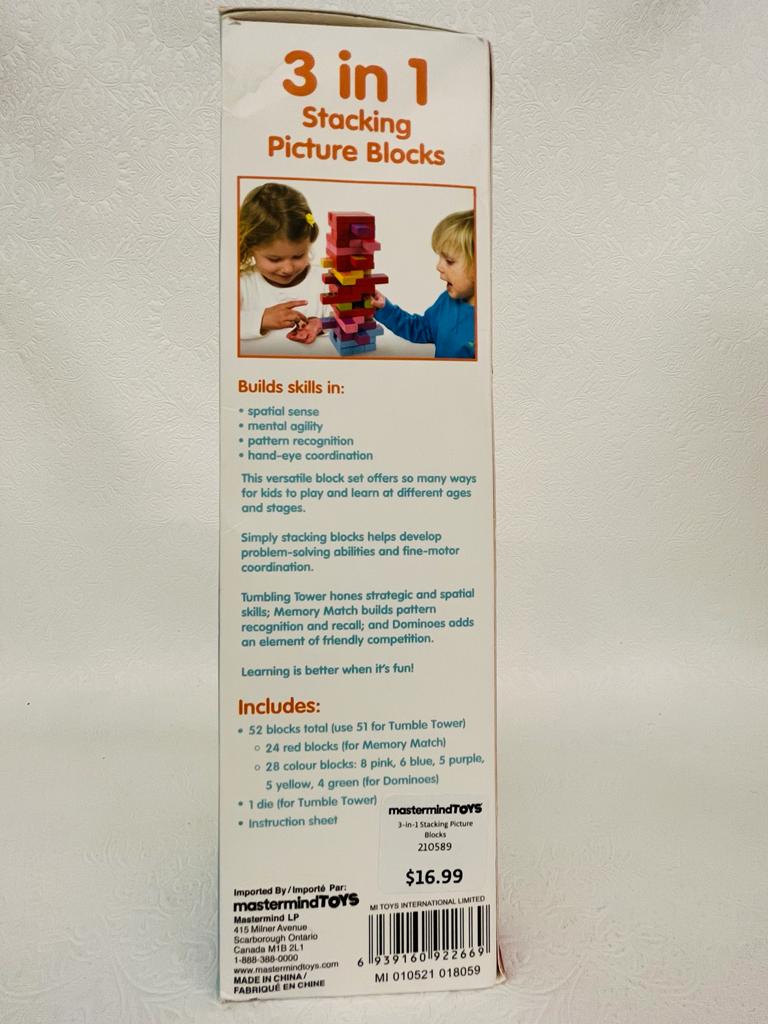 3 in 1
Stacking
Picture Blocks
Builds skills in:
• spatial sense
• mental agility
• pattern recognition
• hand-eye coordination
This versatile block set offers so many ways
for kids to play and learn at different ages
and stages.
Simply stacking blocks helps develop
problem-solving abilities and fine-motor
coordination.
Tumbling Tower hones strategic and spatial
skills; Memory Match builds pattern
recognition and recall; and Dominoes adds
an element of friendly competition.
Learning is better when it's fun!
Includes:
• 52 blocks total (use 51 for Tumble Tower)
○ 24 red blocks (for Memory Match)
○ 28 colour blocks: 8 pink, 6 blue, 5 purple,
5 yellow, 4 green (for Dominoes)
• 1 die (for Tumble Tower)
• Instruction sheet
mastermindTOYS
3-in-1 Stacking Picture
Blocks
210589
$16.99
Imported By/Importé Par:
mastermindTOYS
Mastermind LP
415 Milner Avenue
Scarborough Ontario
Canada M1B 2L1
1-888-388-0000
www.mastermindtoys.com
MADE IN CHINA/
FABRIQUÉ EN CHINE
MI TOYS INTERNATIONAL LIMITED
6 939160 922669
MI 010521 018059